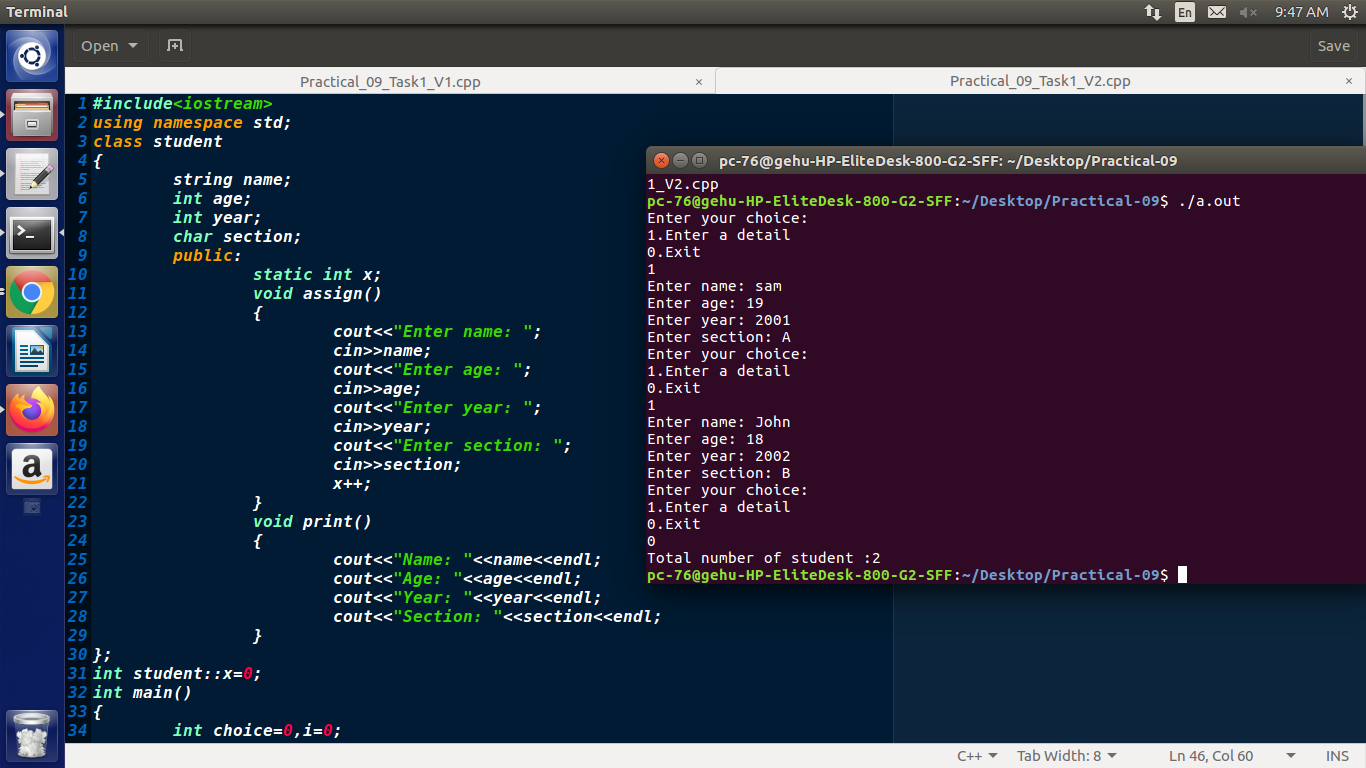 Terminal
En
9:47 AM
Open
Save
Practical_09_Task1_V1.cpp ×
Practical_09_Task1_V2.cpp ×
1 #include<iostream>
2 using namespace std;
3 class student
4 {
5 string name;
6 int age;
7 int year;
8 char section;
9 public:
10 static int x;
11 void assign()
12 {
13 cout<<"Enter name: ";
14 cin>>name;
15 cout<<"Enter age: ";
16 cin>>age;
17 cout<<"Enter year: ";
18 cin>>year;
19 cout<<"Enter section: ";
20 cin>>section;
21 x++;
22 }
23 void print()
24 {
25 cout<<"Name: "<<name<<endl;
26 cout<<"Age: "<<age<<endl;
27 cout<<"Year: "<<year<<endl;
28 cout<<"Section: "<<section<<endl;
29 }
30 };
31 int student::x=0;
32 int main()
33 {
34 int choice=0,i=0;
pc-76@gehu-HP-EliteDesk-800-G2-SFF: ~/Desktop/Practical-09
1_V2.cpp
pc-76@gehu-HP-EliteDesk-800-G2-SFF:~/Desktop/Practical-09$ ./a.out
Enter your choice:
1.Enter a detail
0.Exit
1
Enter name: sam
Enter age: 19
Enter year: 2001
Enter section: A
Enter your choice:
1.Enter a detail
0.Exit
1
Enter name: John
Enter age: 18
Enter year: 2002
Enter section: B
Enter your choice:
1.Enter a detail
0.Exit
0
Total number of student :2
pc-76@gehu-HP-EliteDesk-800-G2-SFF:~/Desktop/Practical-09$
C++
Tab Width: 8
Ln 46, Col 60
INS